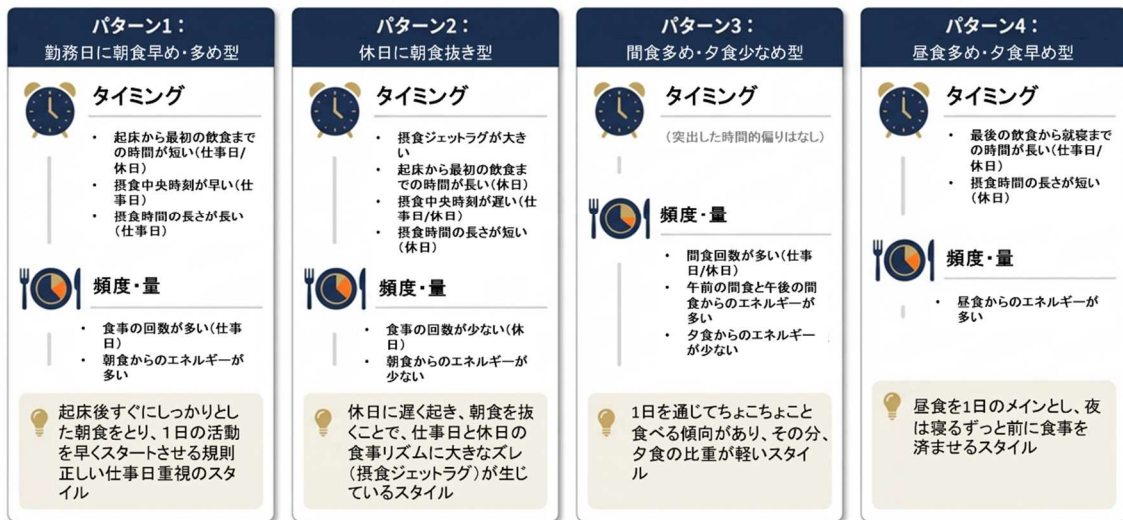 パターン1：
勤務日に朝食早め・多め型
タイミング
• 起床から最初の飲食まで
の時間が短い（仕事日/
休日）
• 摂食中央時刻が早い（仕
事日）
• 摂食時間の長さが長い
（仕事日）
頻度・量
• 食事の回数が多い（仕事
日）
• 朝食からのエネルギーが
多い
起床後すぐにしっかりとし
た朝食をとり、1日の活動
を早くスタートさせる規則
正しい仕事日重視のスタ
イル
パターン2：
休日に朝食抜き型
タイミング
• 摂食ジェットラグが大き
い
• 起床から最初の飲食ま
での時間が長い（休日）
• 摂食中央時刻が遅い（仕
事日/休日）
• 摂食時間の長さが短い
（休日）
頻度・量
• 食事の回数が少ない（休
日）
• 朝食からのエネルギーが
少ない
休日に遅く起き、朝食を抜
くことで、仕事日と休日の
食事リズムに大きなズレ
（摂食ジェットラグ）が生じ
ているスタイル
パターン3：
間食多め・夕食少なめ型
タイミング
（突出した時間的偏りはなし）
頻度・量
• 間食回数が多い（仕事
日/休日）
• 午前の間食と午後の間
食からのエネルギーが
多い
• 夕食からのエネルギー
が少ない
1日を通じてちょこちょこと
食べる傾向があり、その分、
夕食の比重が軽いスタイ
ル
パターン4：
昼食多め・夕食早め型
タイミング
• 最後の飲食から就寝まで
の時間が長い（仕事日/
休日）
• 摂食時間の長さが短い
（休日）
頻度・量
• 昼食からのエネルギーが
多い
昼食を1日のメインとし、夜
は寝るずっと前に食事を
済ませるスタイル